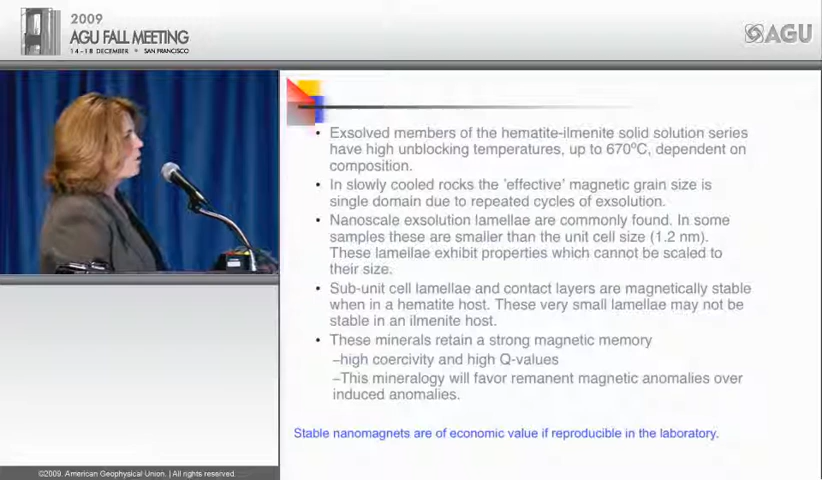 2009
AGU FALL MEETING
14-18 DECEMBER • SAN FRANCISCO
AGU
• Exsolved members of the hematite-ilmenite solid solution series
have high unblocking temperatures, up to 670ºC, dependent on
composition.
• In slowly cooled rocks the 'effective' magnetic grain size is
single domain due to repeated cycles of exsolution.
• Nanoscale exsolution lamellae are commonly found. In some
samples these are smaller than the unit cell size (1.2 nm).
These lamellae exhibit properties which cannot be scaled to
their size.
• Sub-unit cell lamellae and contact layers are magnetically stable
when in a hematite host. These very small lamellae may not be
stable in an ilmenite host.
• These minerals retain a strong magnetic memory
–high coercivity and high Q-values
–This mineralogy will favor remanent magnetic anomalies over
induced anomalies.
Stable nanomagnets are of economic value if reproducible in the laboratory.
©2009. American Geophysical Union. | All rights reserved.